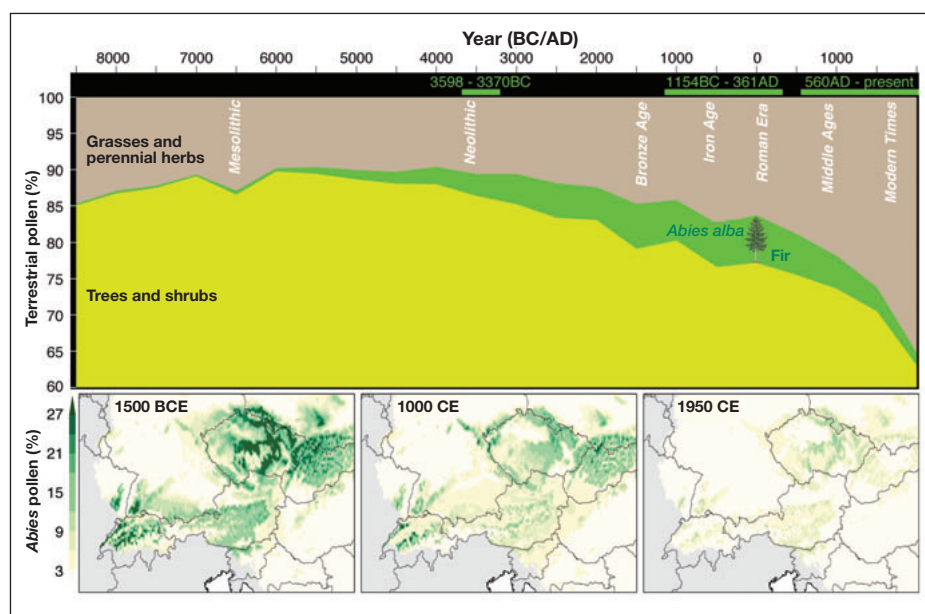 Year (BC/AD)
8000 7000 6000 5000 4000 3000 2000 1000 0 1000
3598 - 3370BC 1154BC - 361AD 560AD - present
Terrestrial pollen (%)
100
95
90
85
80
75
70
65
60
Grasses and
perennial herbs
Mesolithic
Neolithic
Bronze Age
Iron Age
Roman Era
Middle Ages
Modern Times
Abies alba
Fir
Trees and shrubs
Abies pollen (%)
27
21
15
9
3
1500 BCE
1000 CE
1950 CE